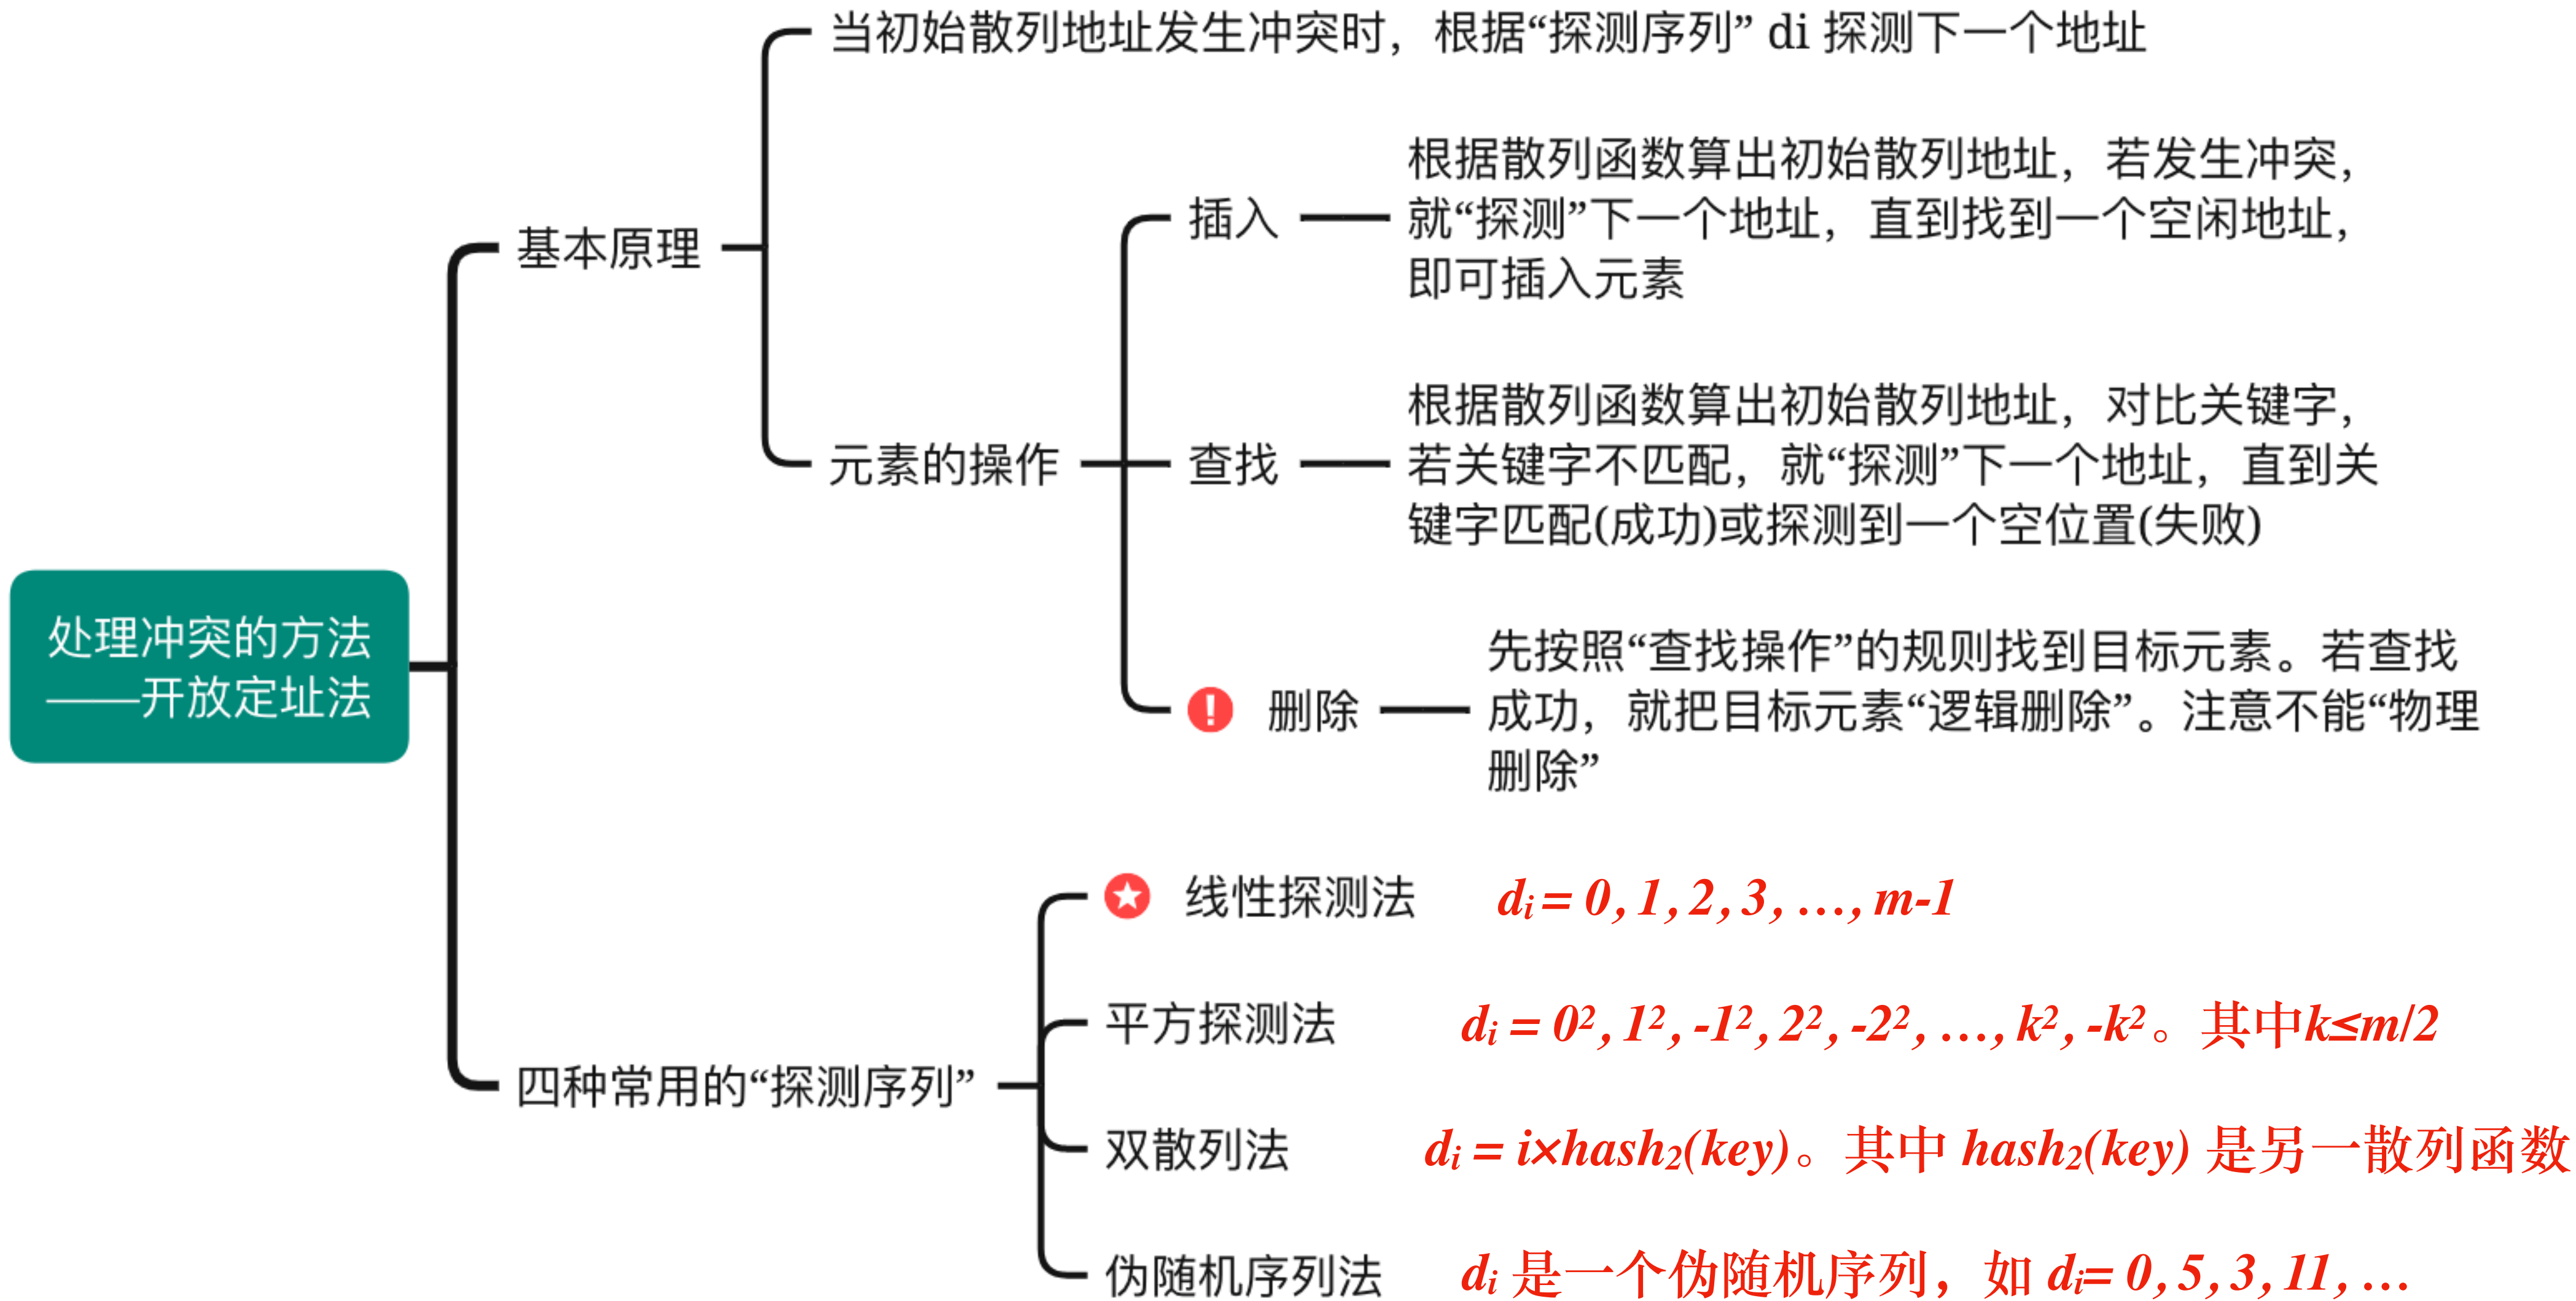 处理冲突的方法
——开放定址法
基本原理
当初始散列地址发生冲突时，根据“探测序列” di 探测下一个地址
元素的操作
插入
根据散列函数算出初始散列地址，若发生冲突，
就“探测”下一个地址，直到找到一个空闲地址，
即可插入元素
查找
根据散列函数算出初始散列地址，对比关键字，
若关键字不匹配，就“探测”下一个地址，直到关
键字匹配(成功)或探测到一个空位置(失败)
删除
先按照“查找操作”的规则找到目标元素。若查找
成功，就把目标元素“逻辑删除”。注意不能“物理
删除”
四种常用的“探测序列”
线性探测法 dᵢ = 0, 1, 2, 3, …, m-1
平方探测法 dᵢ = 0², 1², -1², 2², -2², …, k², -k²。其中k≤m/2
双散列法 dᵢ = i×hash₂(key)。其中 hash₂(key) 是另一散列函数
伪随机序列法 dᵢ 是一个伪随机序列，如 dᵢ= 0, 5, 3, 11, …